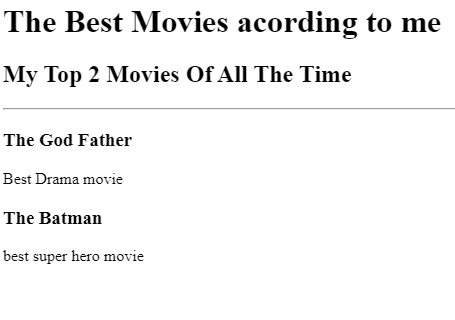 The Best Movies acording to me
My Top 2 Movies Of All The Time
The God Father
Best Drama movie
The Batman
best super hero movie